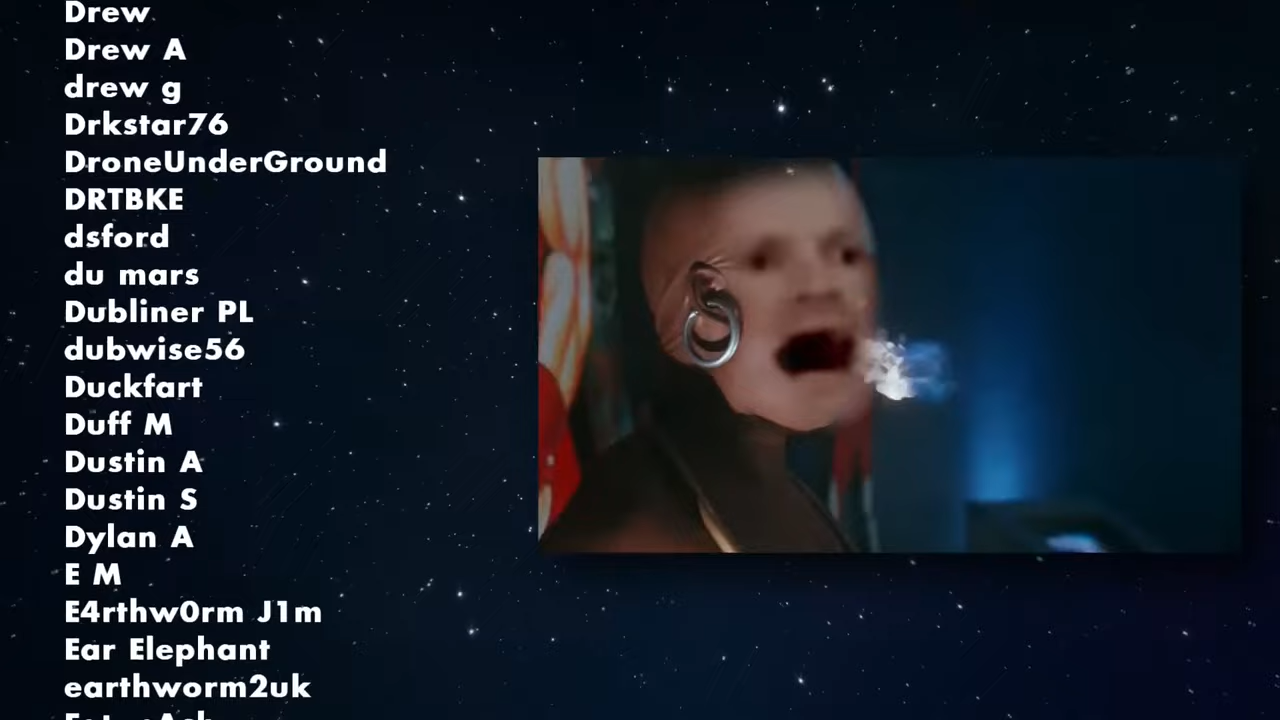 Drew
Drew A
drew g
Drkstar76
DroneUnderGround
DRTBKE
dsford
du mars
Dubliner PL
dubwise56
Duckfart
Duff M
Dustin A
Dustin S
Dylan A
E M
E4rthw0rm J1m
Ear Elephant
earthworm2uk